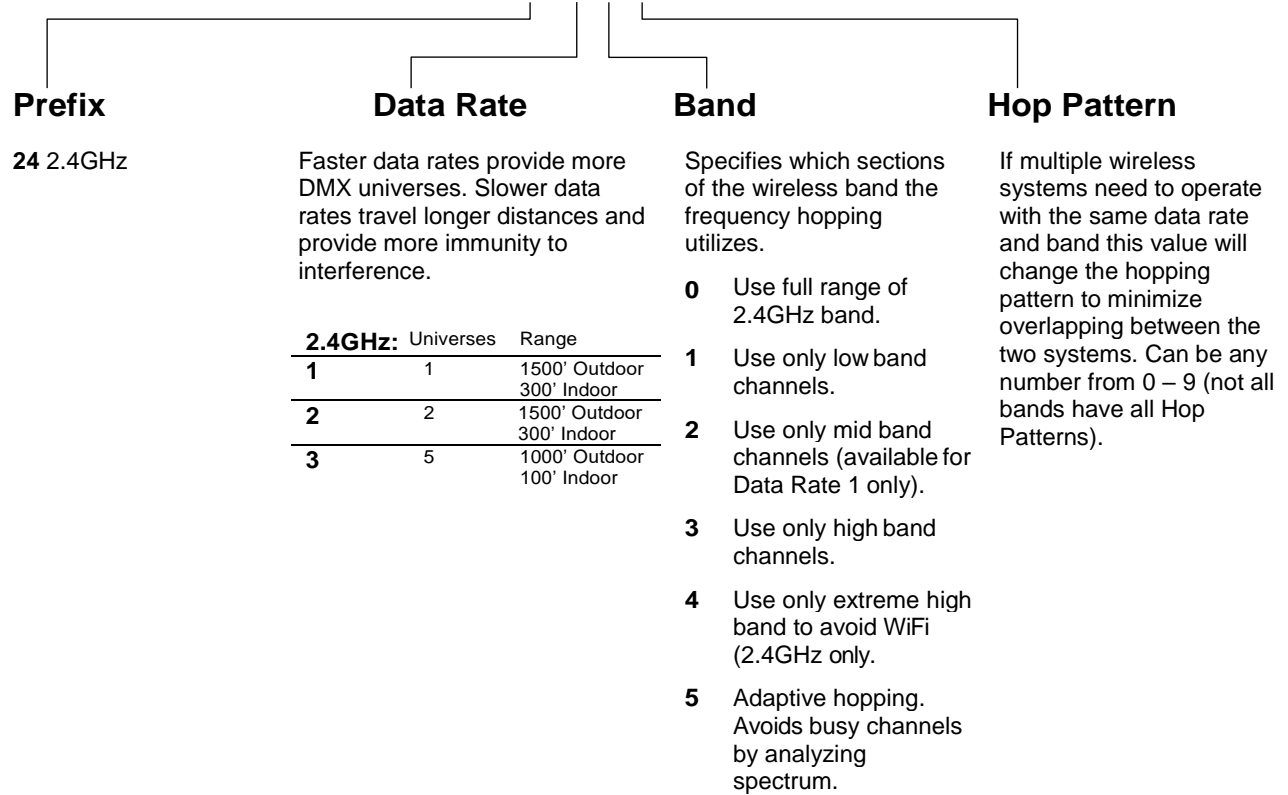 Prefix
24 2.4GHz
Data Rate
Faster data rates provide more
DMX universes. Slower data
rates travel longer distances and
provide more immunity to
interference.
2.4GHz: Universes Range
1 1 1500’ Outdoor
300’ Indoor
2 2 1500’ Outdoor
300’ Indoor
3 5 1000’ Outdoor
100’ Indoor
Band
Specifies which sections
of the wireless band the
frequency hopping
utilizes.
0 Use full range of
2.4GHz band.
1 Use only low band
channels.
2 Use only mid band
channels (available for
Data Rate 1 only).
3 Use only high band
channels.
4 Use only extreme high
band to avoid WiFi
(2.4GHz only.
5 Adaptive hopping.
Avoids busy channels
by analyzing
spectrum.
Hop Pattern
If multiple wireless
systems need to operate
with the same data rate
and band this value will
change the hopping
pattern to minimize
overlapping between the
two systems. Can be any
number from 0 – 9 (not all
bands have all Hop
Patterns).